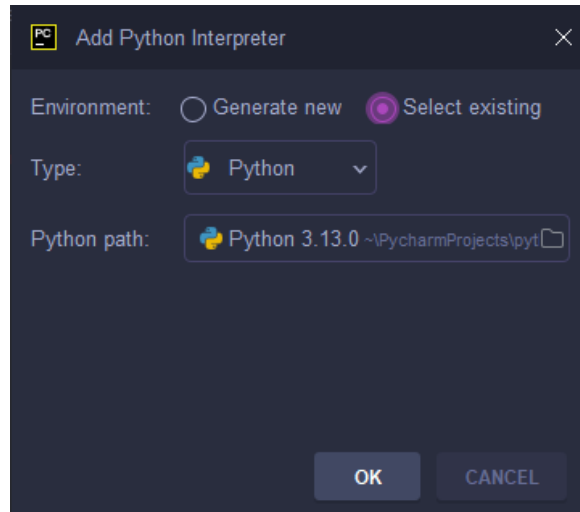 PC Add Python Interpreter
Environment: Generate new Select existing
Type: Python
Python path: Python 3.13.0 ~\PycharmProjects\pyt
OK CANCEL